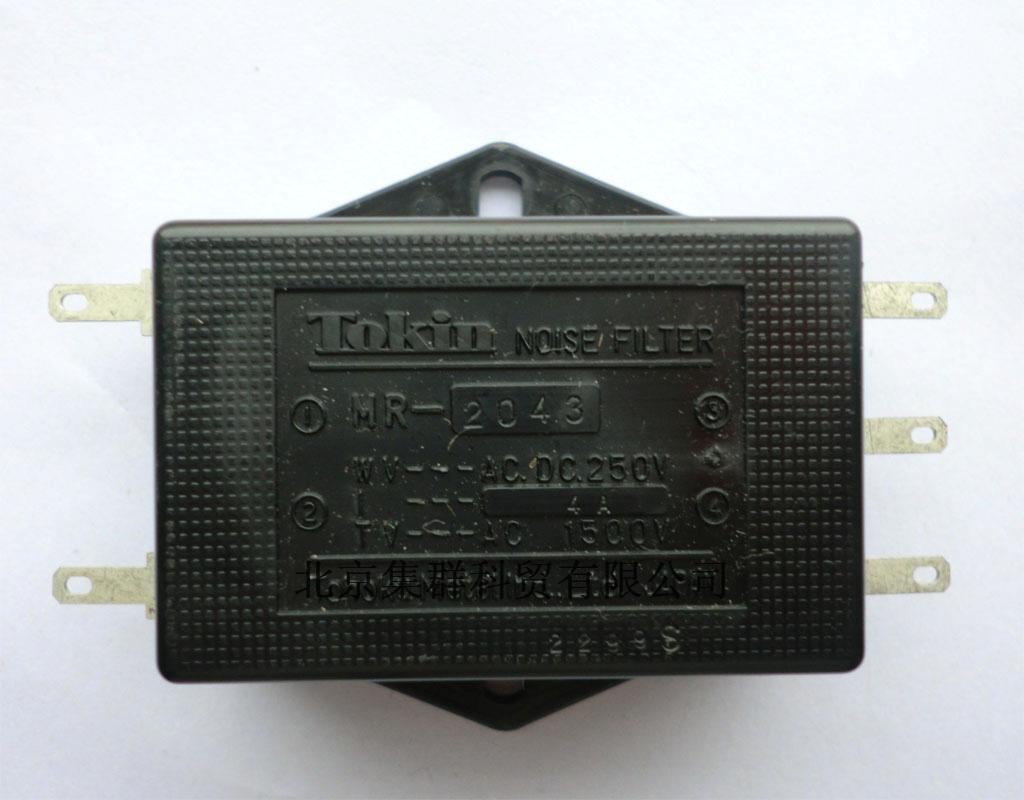 Tokin NOISE FILTER
① MR-2043 ③
WV---AC.DC.250V
② I --- 4A ④
TV---AC 1500V
北京集群科贸有限公司
2299S